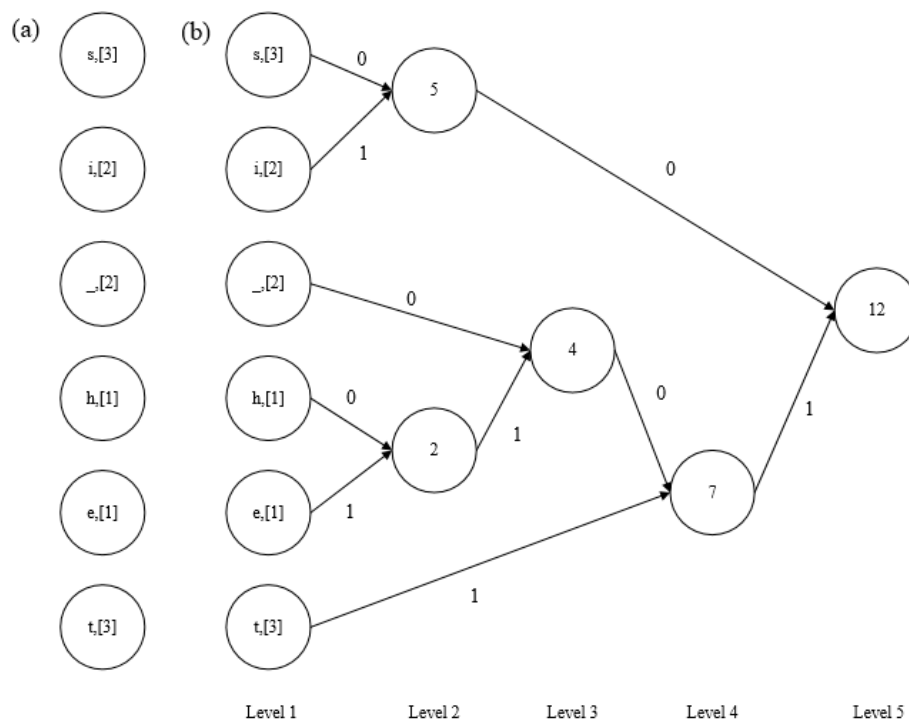 (a)
s,[3]
i,[2]
_,[2]
h,[1]
e,[1]
t,[3]
(b)
s,[3]
i,[2]
_,[2]
h,[1]
e,[1]
t,[3]
0
1
5
0
0
1
2
1
0
4
1
0
7
1
12
Level 1
Level 2
Level 3
Level 4
Level 5